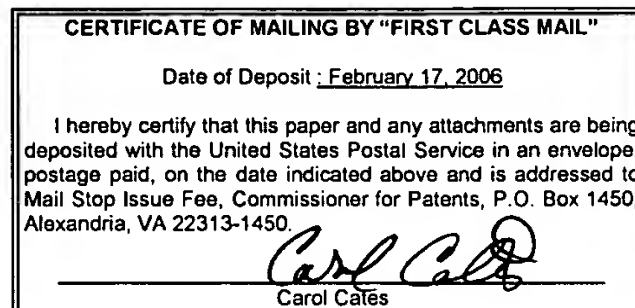 CERTIFICATE OF MAILING BY "FIRST CLASS MAIL"
Date of Deposit : February 17, 2006
I hereby certify that this paper and any attachments are being
deposited with the United States Postal Service in an envelope
postage paid, on the date indicated above and is addressed to
Mail Stop Issue Fee, Commissioner for Patents, P.O. Box 1450
Alexandria, VA 22313-1450.
Carol Cates
Carol Cates